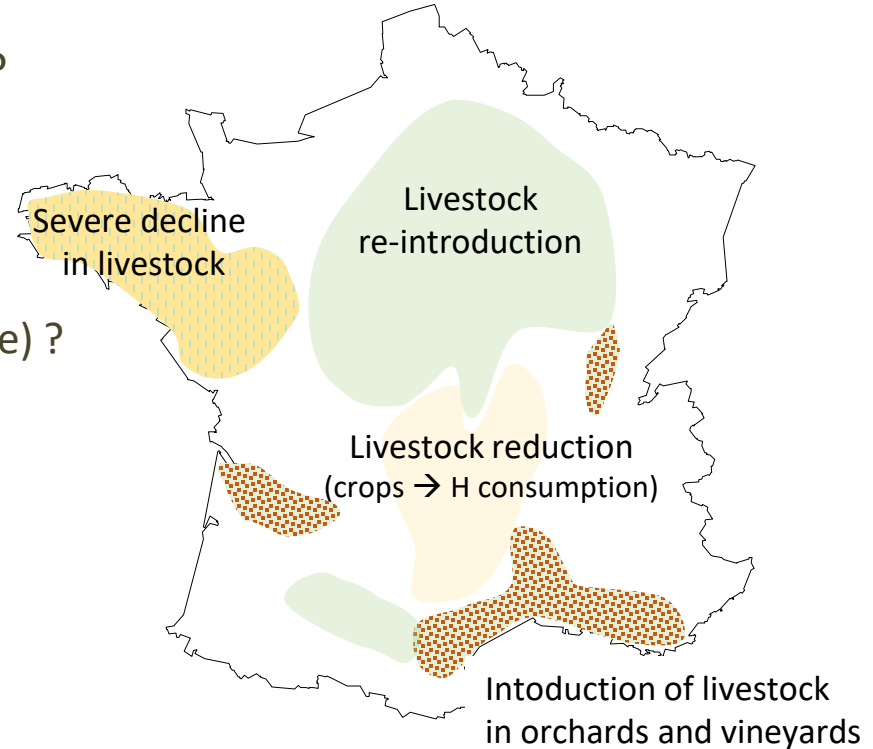 ?
Livestock
re-introduction
Severe decline
in livestock
e) ?
Livestock reduction
(crops → H consumption)
Intoduction of livestock
in orchards and vineyards